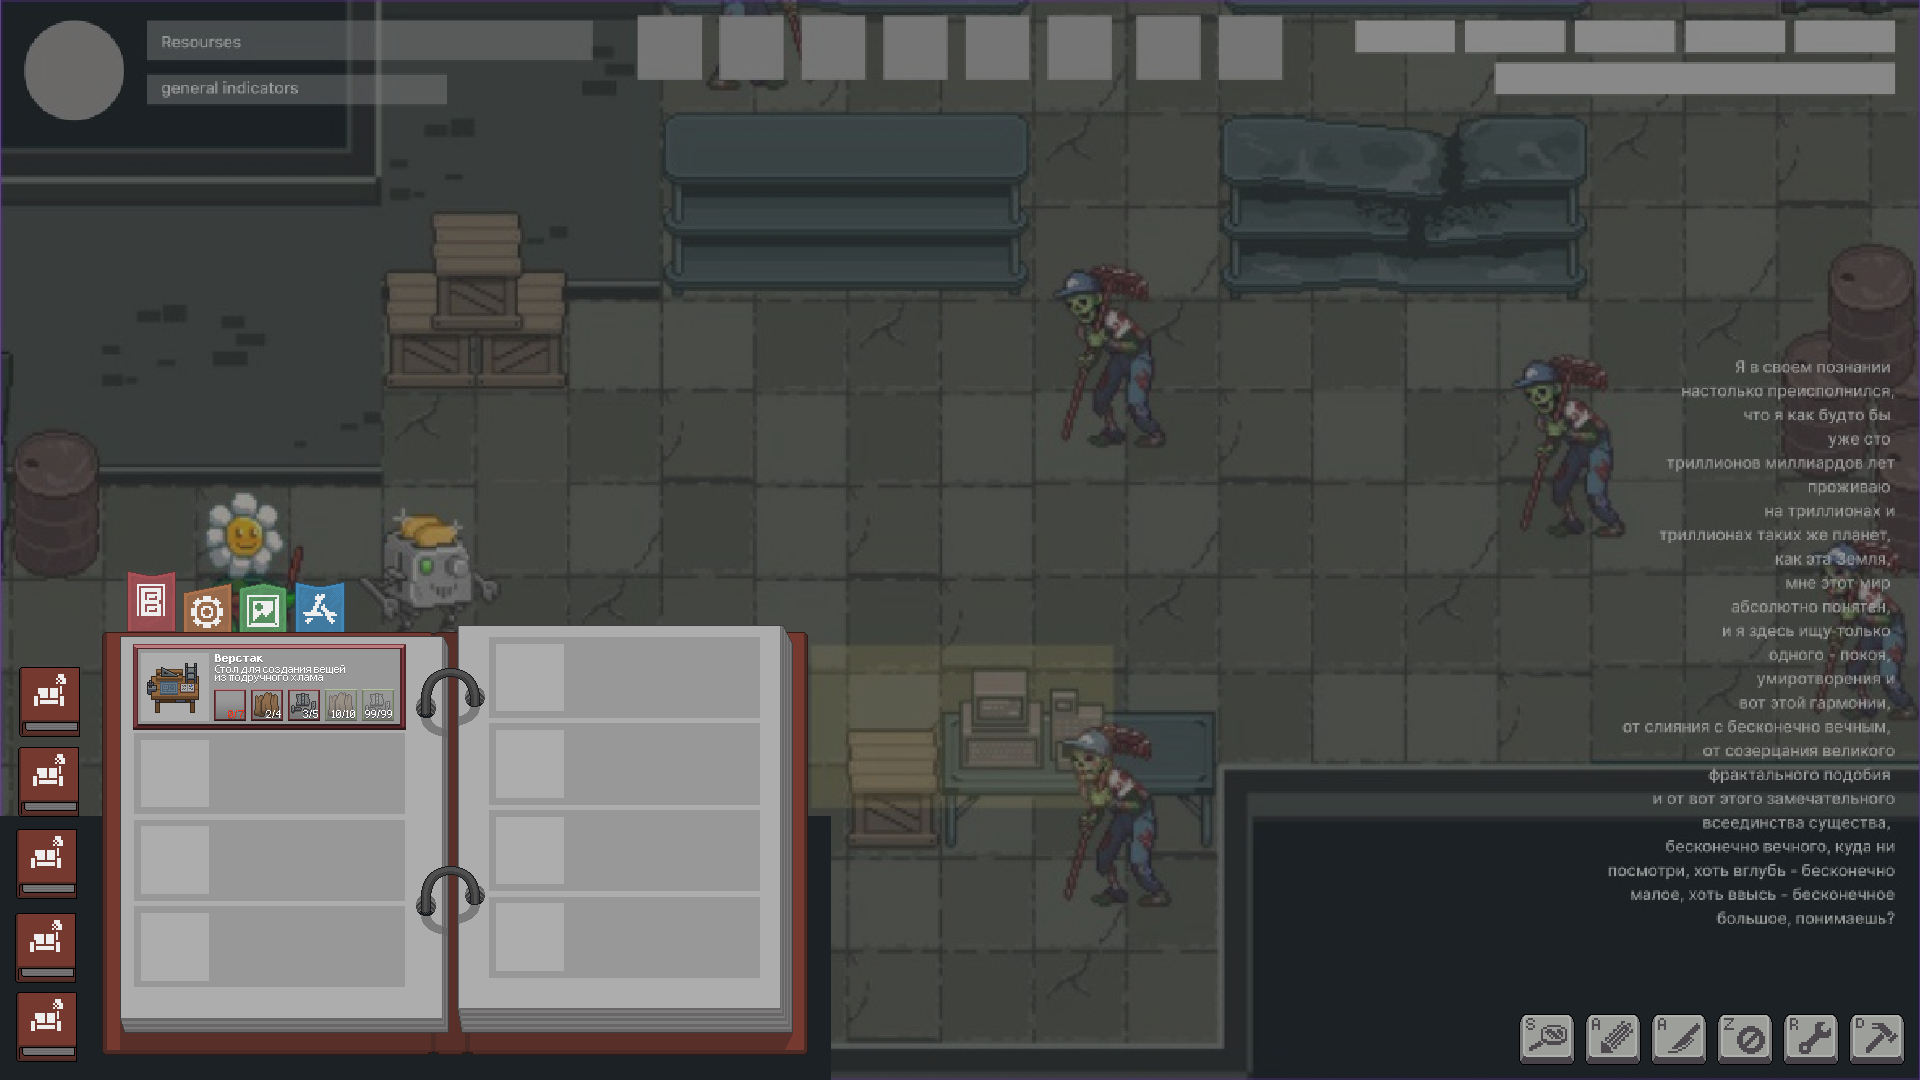 Resourses
general indicators
Я в своем познании
настолько преисполнился,
что я как будто бы
уже сто
триллионов миллиардов лет
проживаю
на триллионах и
триллионах таких же планет,
как эта Земля,
мне этот мир
абсолютно понятен,
и я здесь ищу только
одного - покоя,
умиротворения и
вот этой гармонии,
от слияния с бесконечно вечным,
от созерцания великого
фрактального подобия
и от вот этого замечательного
всеединства существа,
бесконечно вечного, куда ни
посмотри, хоть вглубь - бесконечно
малое, хоть ввысь - бесконечное
большое, понимаешь?
Верстак
Стол для создания вещей
из подручного хлама
2/4 3/5 10/10 99/99
S A A Z R D